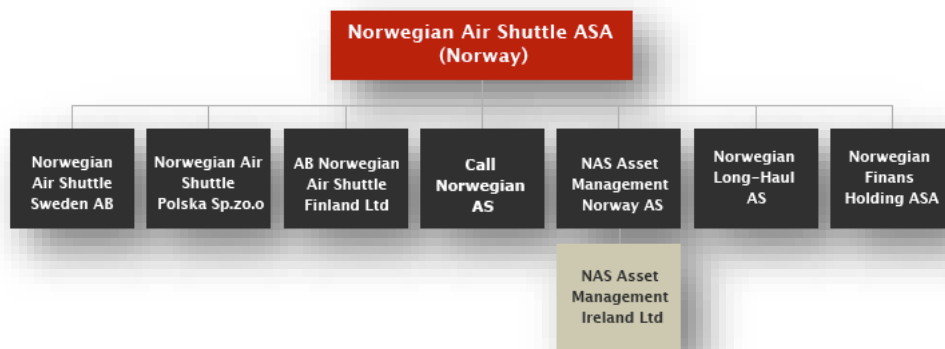 Norwegian Air Shuttle ASA
(Norway)
Norwegian
Air Shuttle
Sweden AB
Norwegian Air
Shuttle
Polska Sp.zo.o
AB Norwegian
Air Shuttle
Finland Ltd
Call
Norwegian
AS
NAS Asset
Management
Norway AS
Norwegian
Long-Haul
AS
Norwegian
Finans
Holding ASA
NAS Asset
Management
Ireland Ltd